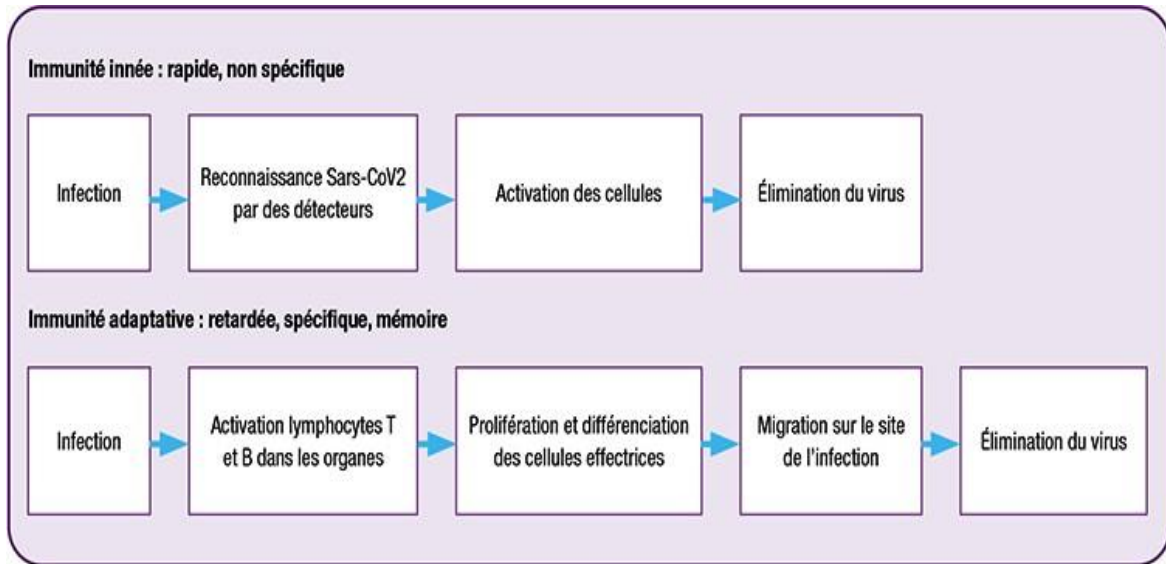 Immunité innée : rapide, non spécifique
Infection
Reconnaissance Sars-CoV2
par des détecteurs
Activation des cellules
Élimination du virus
Immunité adaptative : retardée, spécifique, mémoire
Infection
Activation lymphocytes T
et B dans les organes
Prolifération et différenciation
des cellules effectrices
Migration sur le site
de l'infection
Élimination du virus